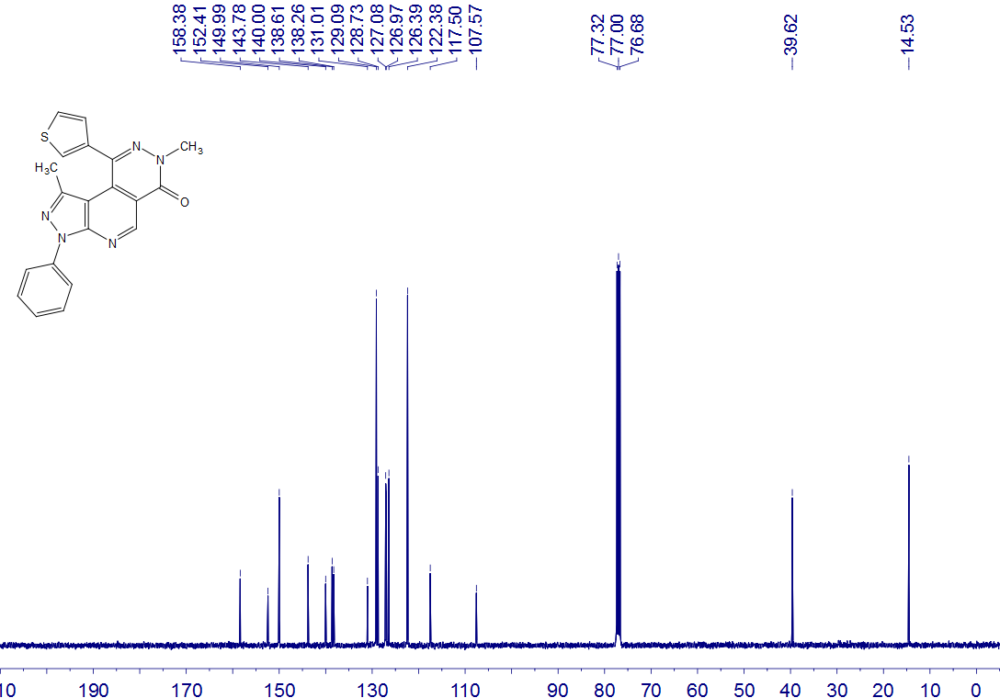 158.38
152.41
149.99
143.78
140.00
138.61
138.26
131.01
129.09
128.73
127.08
126.97
126.39
122.38
117.50
107.57
77.32
77.00
76.68
39.62
14.53
S
N
N
CH3
H3C
O
N
N
N
10 190 170 150 130 110 90 80 70 60 50 40 30 20 10 0